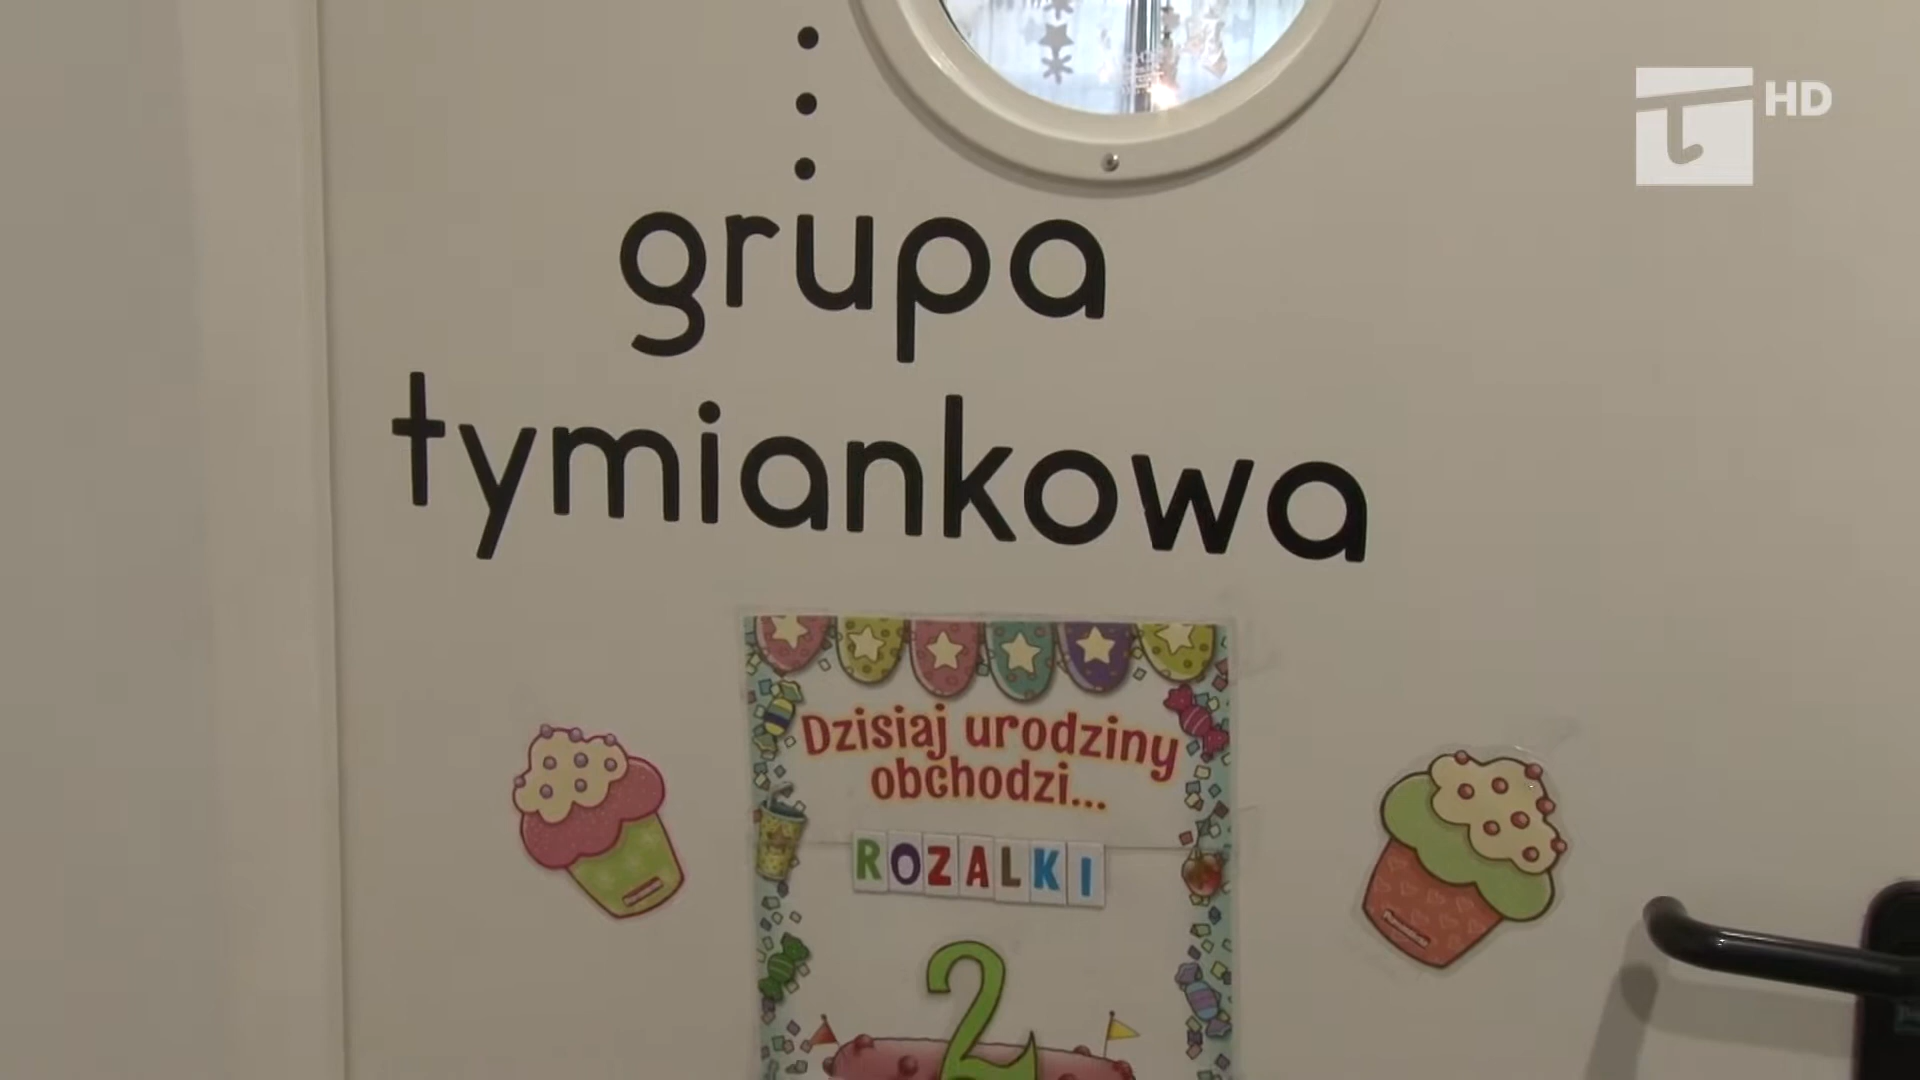 HD
grupa
tymiankowa
Dzisiaj urodziny
obchodzi...
ROZALKI
2